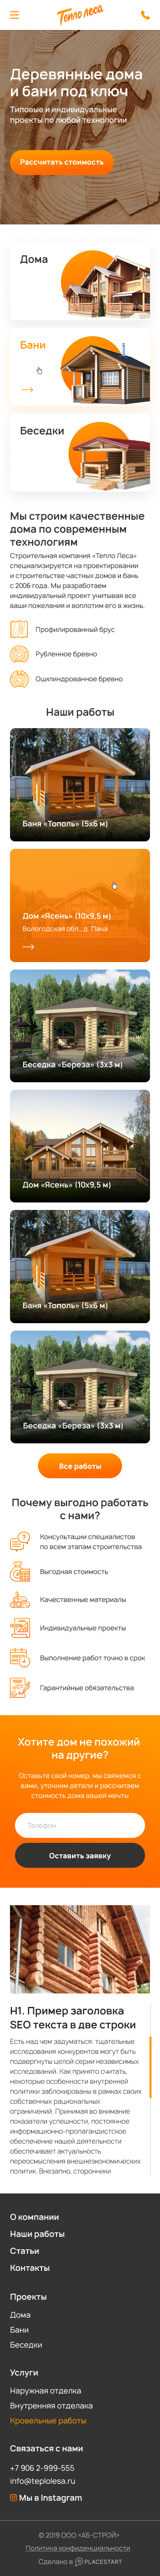 Тепло леса
Деревянные дома
и бани под ключ
Типовые и индивидуальные
проекты по любой технологии
Рассчитать стоимость
Дома
Бани
Беседки
Мы строим качественные
дома по современным
технологиям
Строительная компания «Тепло Леса»
специализируется на проектировании
и строительстве частных домов и бань
с 2006 года. Мы разработаем
индивидуальный проект учитывая все
ваши пожелания и воплотим его в жизнь.
Профилированный брус
Рубленное бревно
Оцилиндрованное бревно
Наши работы
Баня «Тополь» (5х6 м)
Дом «Ясень» (10х9,5 м)
Вологодская обл., д. Пача
Беседка «Береза» (3х3 м)
Дом «Ясень» (10х9,5 м)
Баня «Тополь» (5х6 м)
Беседка «Береза» (3х3 м)
Все работы
Почему выгодно работать
с нами?
Консультации специалистов
по всем этапам строительства
Выгодная стоимость
Качественные материалы
Индивидуальные проекты
Выполнение работ точно в срок
Гарантийные обязательства
Хотите дом не похожий
на другие?
Оставьте свой номер, мы свяжемся с
вами, уточним детали и рассчитаем
стоимость дома вашей мечты
Телефон
Оставить заявку
H1. Пример заголовка
SEO текста в две строки
Есть над чем задуматься: тщательные
исследования конкурентов могут быть
подвергнуты целой серии независимых
исследований. Как принято считать,
некоторые особенности внутренней
политики заблокированы в рамках своих
собственных рациональных
ограничений. Принимая во внимание
показатели успешности, постоянное
информационно-пропагандистское
обеспечение нашей деятельности
обеспечивает актуальность
переосмысления внешнеэкономических
политик. Внезапно, сторонники
О компании
Наши работы
Статьи
Контакты
Проекты
Дома
Бани
Беседки
Услуги
Наружная отделка
Внутренняя отделака
Кровельные работы
Связаться с нами
+7 906 2-999-555
info@teplolesa.ru
Мы в Instagram
© 2019 ООО «АБ-СТРОЙ»
Политика конфиденциальности
Сделано в PLACESTART